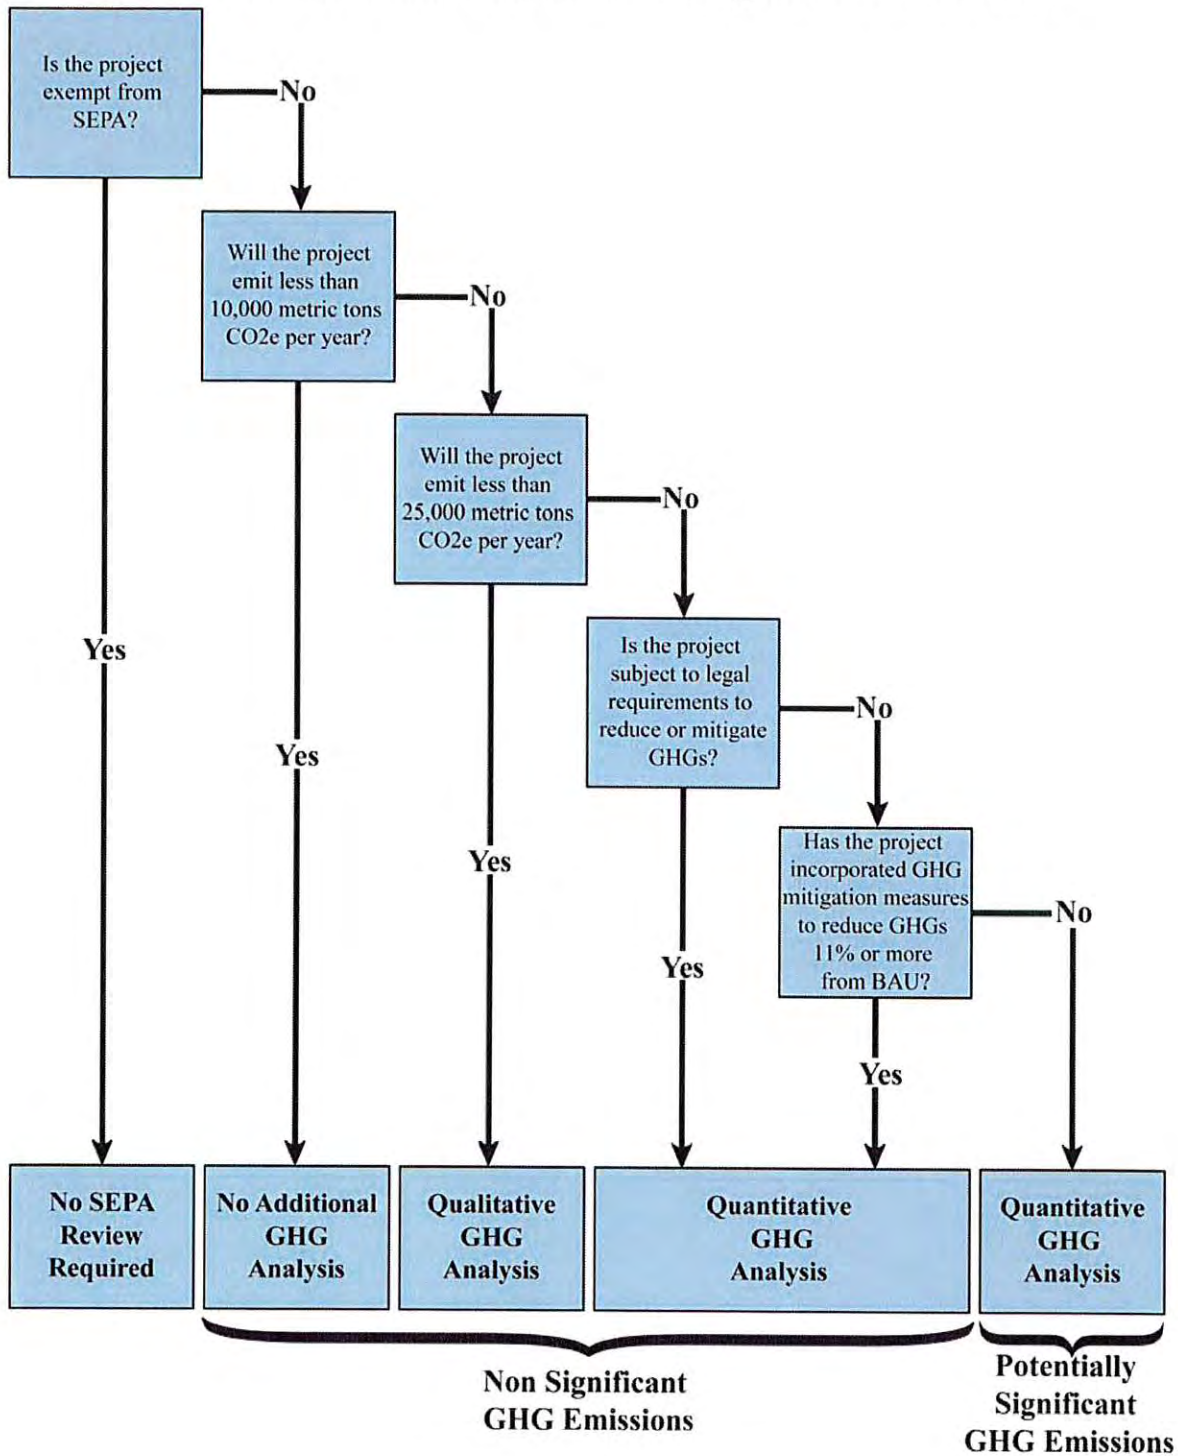 Is the project
exempt from
SEPA?
No
Will the project
emit less than
10,000 metric tons
CO2e per year?
No
Will the project
emit less than
25,000 metric tons
CO2e per year?
No
Yes
Is the project
subject to legal
requirements to
reduce or mitigate
GHGs?
No
Yes
Has the project
incorporated GHG
mitigation measures
to reduce GHGs
11% or more
from BAU?
No
Yes
Yes
Yes
No SEPA
Review
Required
No Additional
GHG
Analysis
Qualitative
GHG
Analysis
Quantitative
GHG
Analysis
Quantitative
GHG
Analysis
Non Significant
GHG Emissions
Potentially
Significant
GHG Emissions